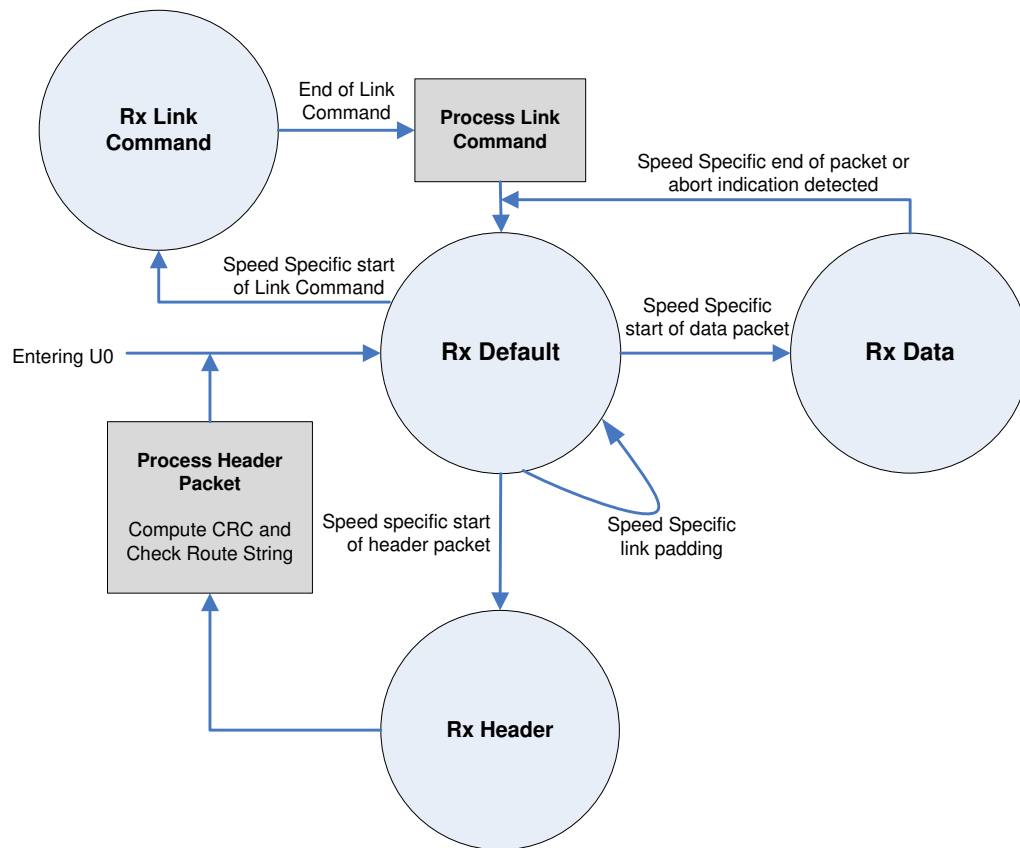 Rx Link
Command
End of Link
Command
Process Link
Command
Speed Specific end of packet or
abort indication detected
Speed Specific start
of Link Command
Entering U0
Rx Default
Speed Specific
start of data packet
Rx Data
Process Header
Packet
Compute CRC and
Check Route String
Speed specific start
of header packet
Speed Specific
link padding
Rx Header